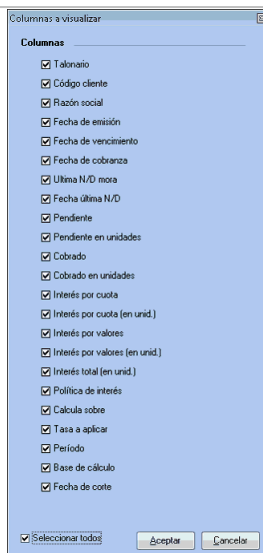 Columnas a visualizar
Columnas
Talonario
Código cliente
Razón social
Fecha de emisión
Fecha de vencimiento
Fecha de cobranza
Ultima N/D mora
Fecha última N/D
Pendiente
Pendiente en unidades
Cobrado
Cobrado en unidades
Interés por cuota
Interés por cuota (en unid.)
Interés por valores
Interés por valores (en unid.)
Interés total (en unid.)
Política de interés
Calcula sobre
Tasa a aplicar
Período
Base de cálculo
Fecha de corte
Seleccionar todos Aceptar Cancelar